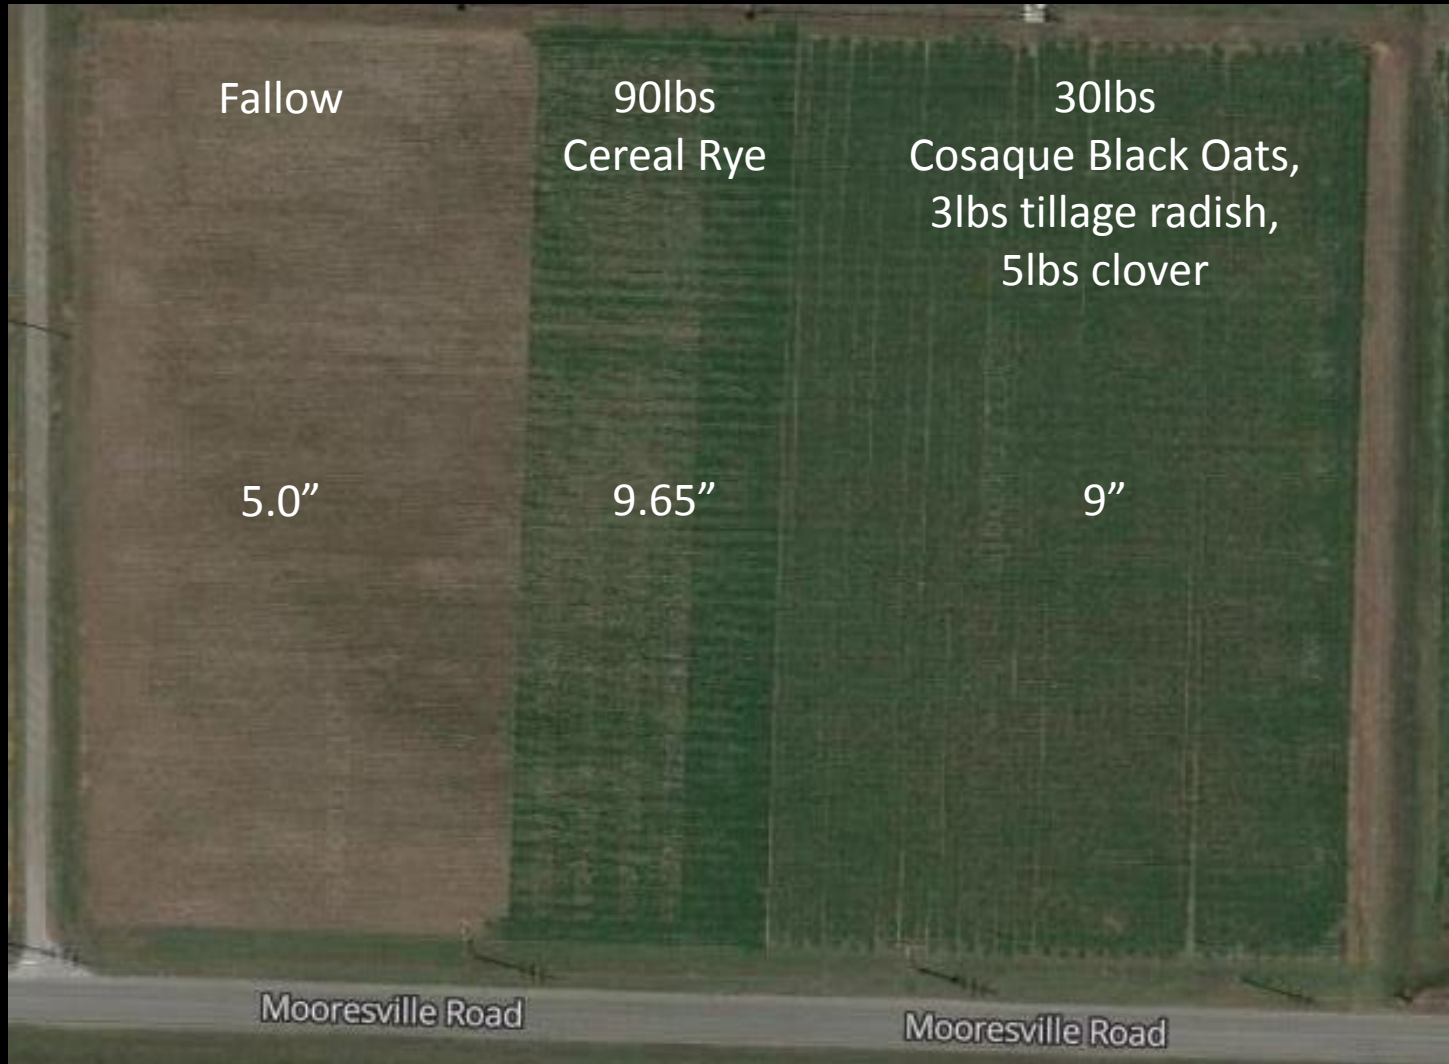 Fallow
90lbs
Cereal Rye
30lbs
Cosaque Black Oats,
3lbs tillage radish,
5lbs clover
5.0”
9.65”
9”
Mooresville Road
Mooresville Road